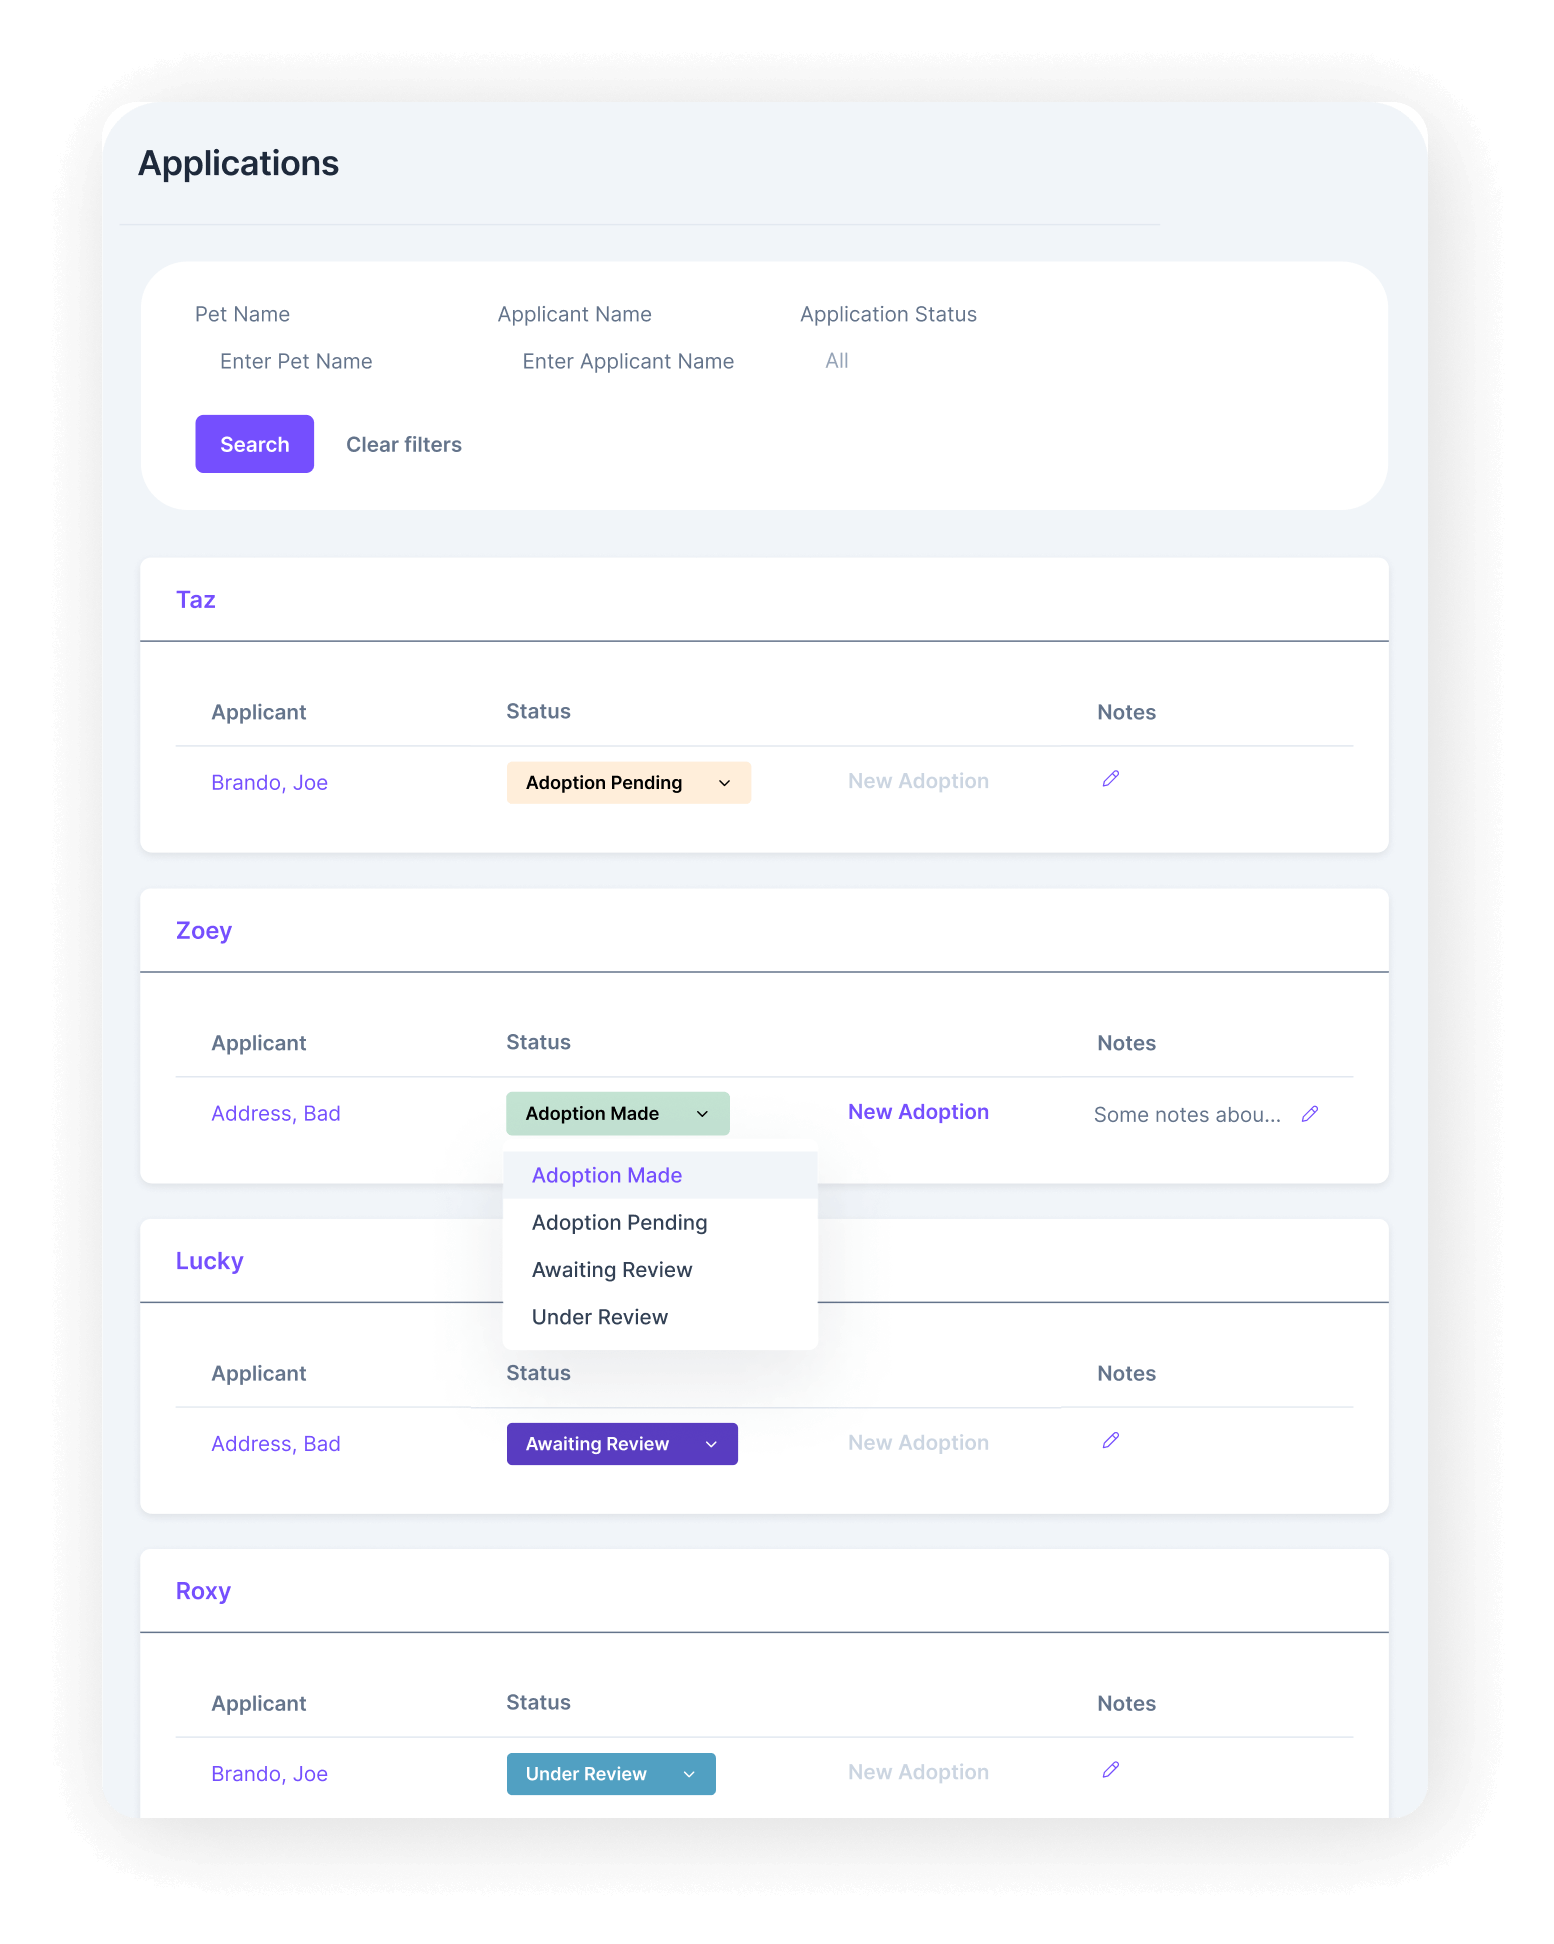 Applications
Pet Name Applicant Name Application Status
Enter Pet Name Enter Applicant Name All
Search Clear filters
Taz
Applicant Status Notes
Brando, Joe Adoption Pending New Adoption
Zoey
Applicant Status Notes
Address, Bad Adoption Made New Adoption Some notes abou...
Adoption Made
Adoption Pending
Awaiting Review
Under Review
Lucky
Applicant Status Notes
Address, Bad Awaiting Review New Adoption
Roxy
Applicant Status Notes
Brando, Joe Under Review New Adoption